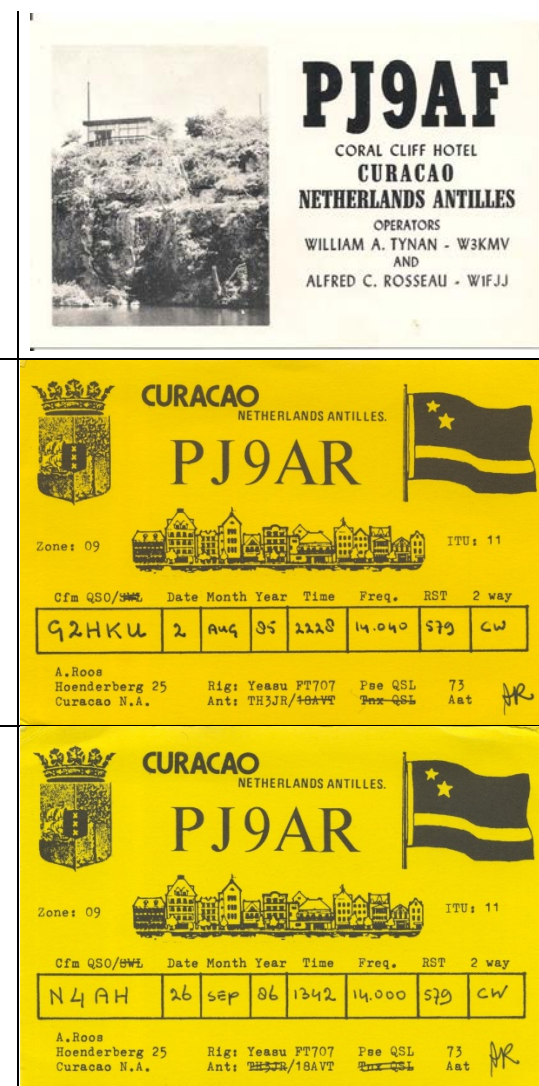 PJ9AF
CORAL CLIFF HOTEL
CURACAO
NETHERLANDS ANTILLES
OPERATORS
WILLIAM A. TYNAN - W3KMV
AND
ALFRED C. ROSSEAU - W1FJJ
CURACAO
NETHERLANDS ANTILLES.
PJ9AR
Zone: 09 ITU: 11
Cfm QSO/SWL Date Month Year Time Freq. RST 2 way
G2HKU 2 AUG 85 2228 14.040 579 CW
A.Roos
Hoenderberg 25 Rig: Yeasu FT707 Pse QSL 73
Curacao N.A. Ant: TH3JR/18AVT Tnx QSL Aat AR
CURACAO
NETHERLANDS ANTILLES.
PJ9AR
Zone: 09 ITU: 11
Cfm QSO/SWL Date Month Year Time Freq. RST 2 way
N4AH 26 SEP 86 1342 14.000 579 CW
A.Roos
Hoenderberg 25 Rig: Yeasu FT707 Pse QSL 73
Curacao N.A. Ant: TH3JR/18AVT Tnx QSL Aat AR